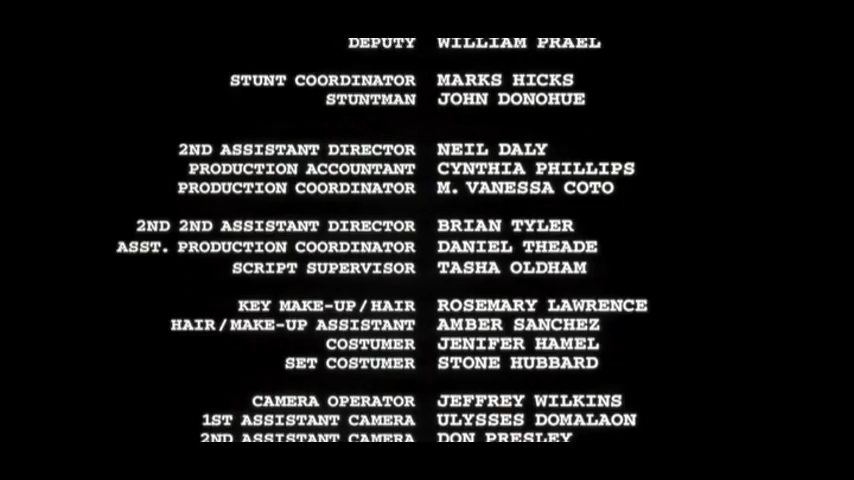 DEPUTY WILLIAM PRAEL
STUNT COORDINATOR MARKS HICKS
STUNTMAN JOHN DONOHUE
2ND ASSISTANT DIRECTOR NEIL DALY
PRODUCTION ACCOUNTANT CYNTHIA PHILLIPS
PRODUCTION COORDINATOR M. VANESSA COTO
2ND 2ND ASSISTANT DIRECTOR BRIAN TYLER
ASST. PRODUCTION COORDINATOR DANIEL THEADE
SCRIPT SUPERVISOR TASHA OLDHAM
KEY MAKE-UP/HAIR ROSEMARY LAWRENCE
HAIR/MAKE-UP ASSISTANT AMBER SANCHEZ
COSTUMER JENIFER HAMEL
SET COSTUMER STONE HUBBARD
CAMERA OPERATOR JEFFREY WILKINS
1ST ASSISTANT CAMERA ULYSSES DOMALAON
2ND ASSISTANT CAMERA DON PRESLEY